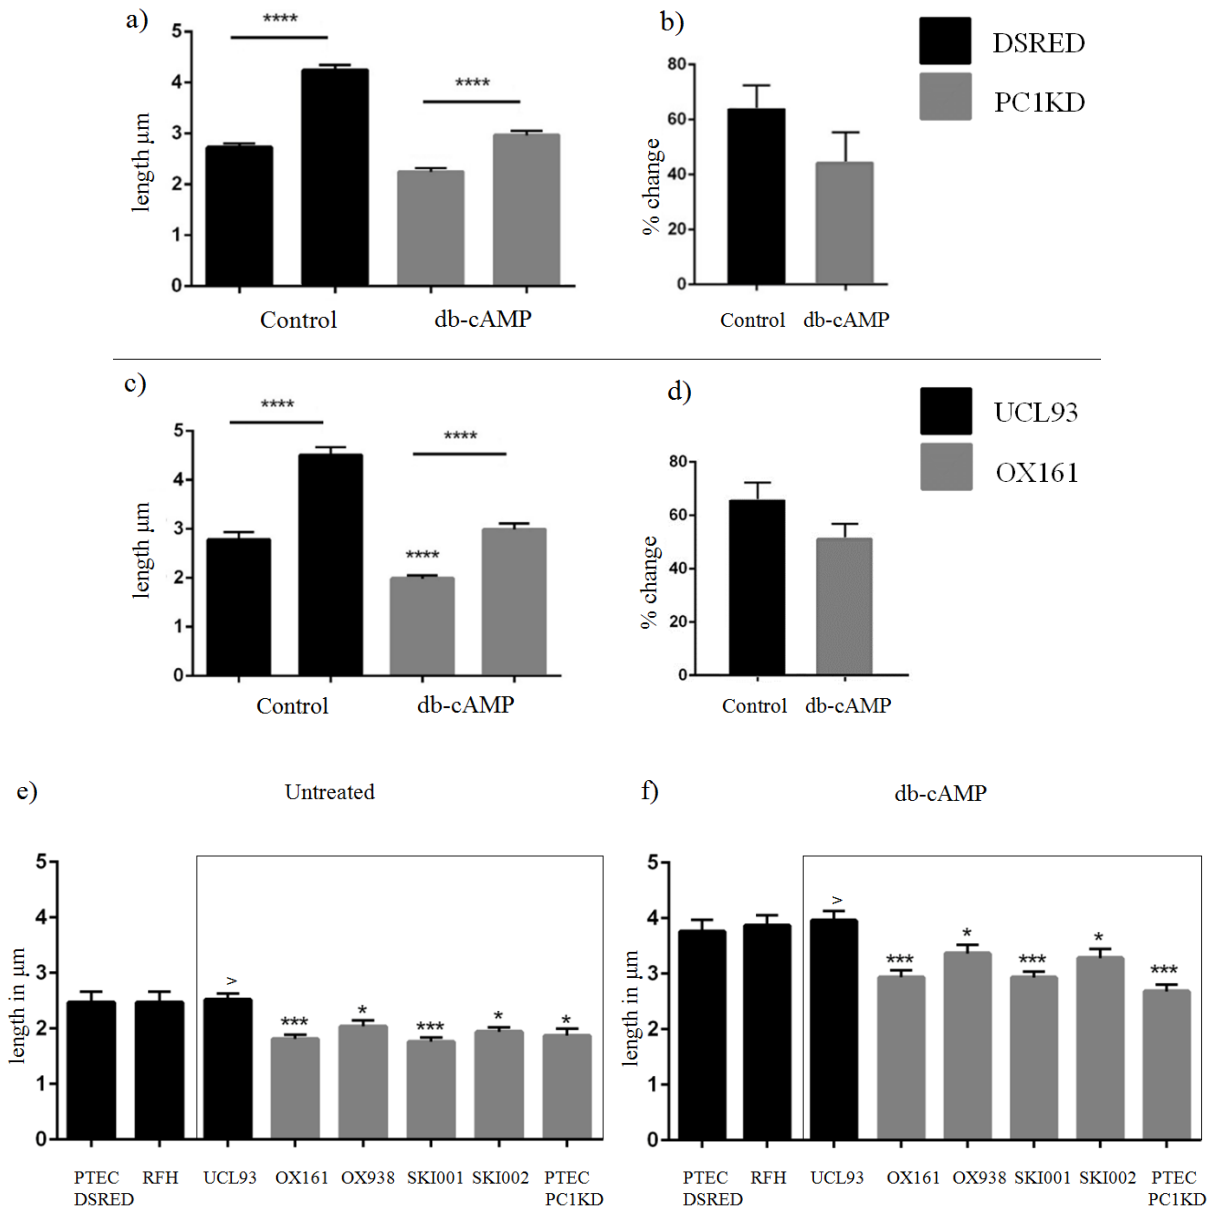 a)
****
****
5
4
3
2
1
0
length µm
Control
db-cAMP
b)
80
60
40
20
0
% change
Control
db-cAMP
DSRED
PC1KD
c)
****
****
****
5
4
3
2
1
0
length µm
Control
db-cAMP
d)
80
60
40
20
0
% change
Control
db-cAMP
UCL93
OX161
e)
Untreated
5
4
3
2
1
0
length in µm
>
***
*
***
*
*
PTEC DSRED
RFH
UCL93
OX161
OX938
SKI001
SKI002
PTEC PC1KD
f)
db-cAMP
5
4
3
2
1
0
length in µm
>
***
*
***
*
***
PTEC DSRED
RFH
UCL93
OX161
OX938
SKI001
SKI002
PTEC PC1KD